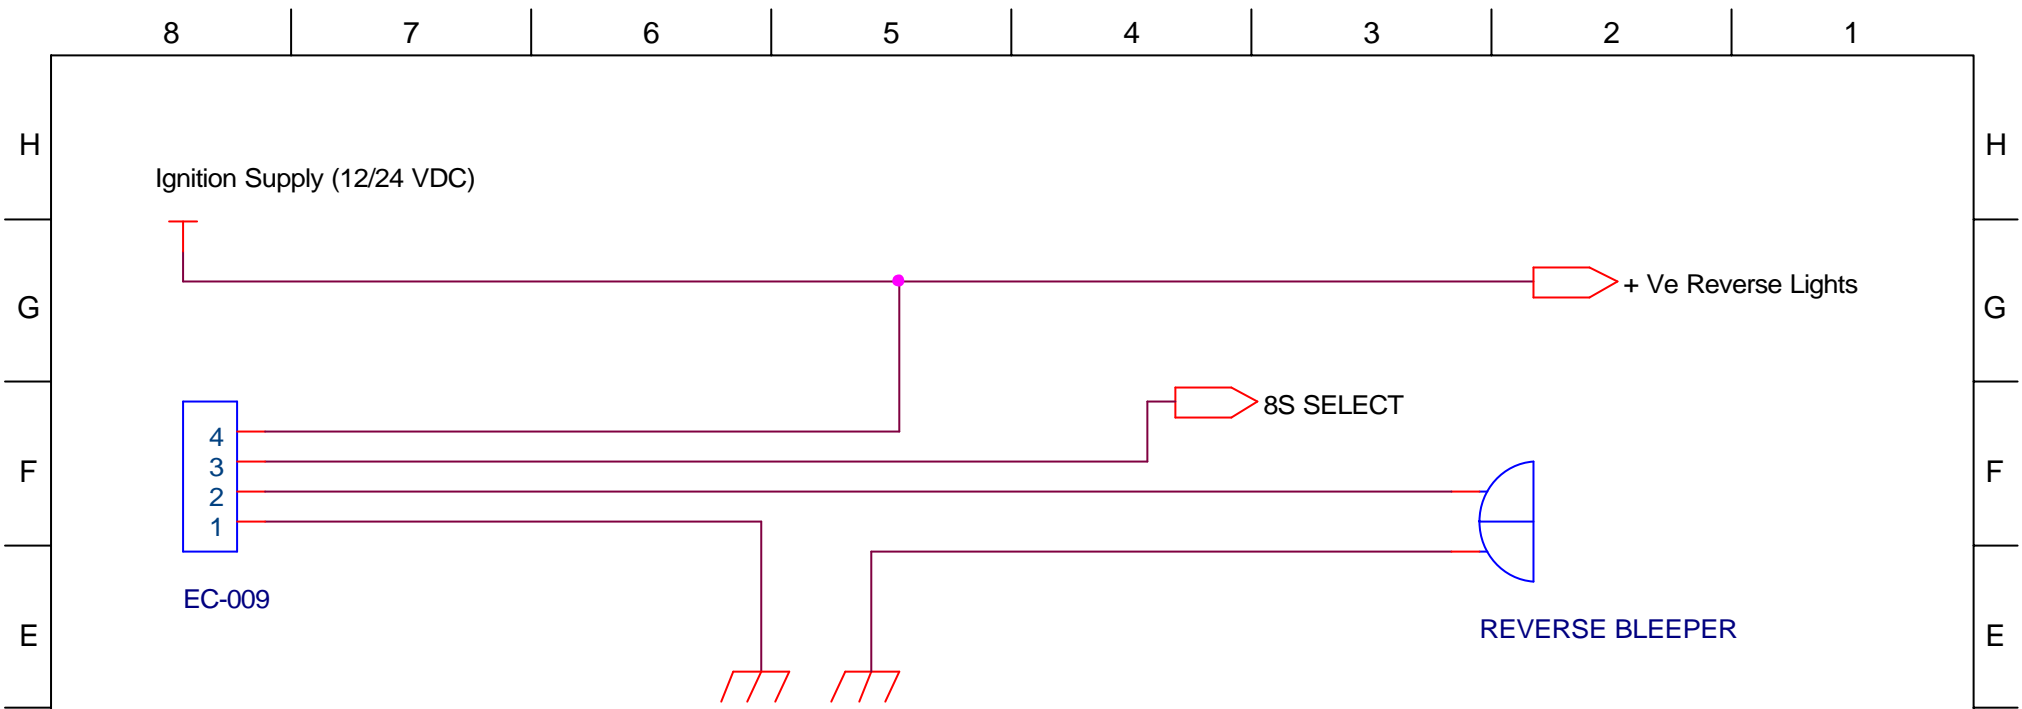 8 7 6 5 4 3 2 1
H H
Ignition Supply (12/24 VDC)
+ Ve Reverse Lights
G G
8S SELECT
4
3
F F
2
1
EC-009
REVERSE BLEEPER
E E